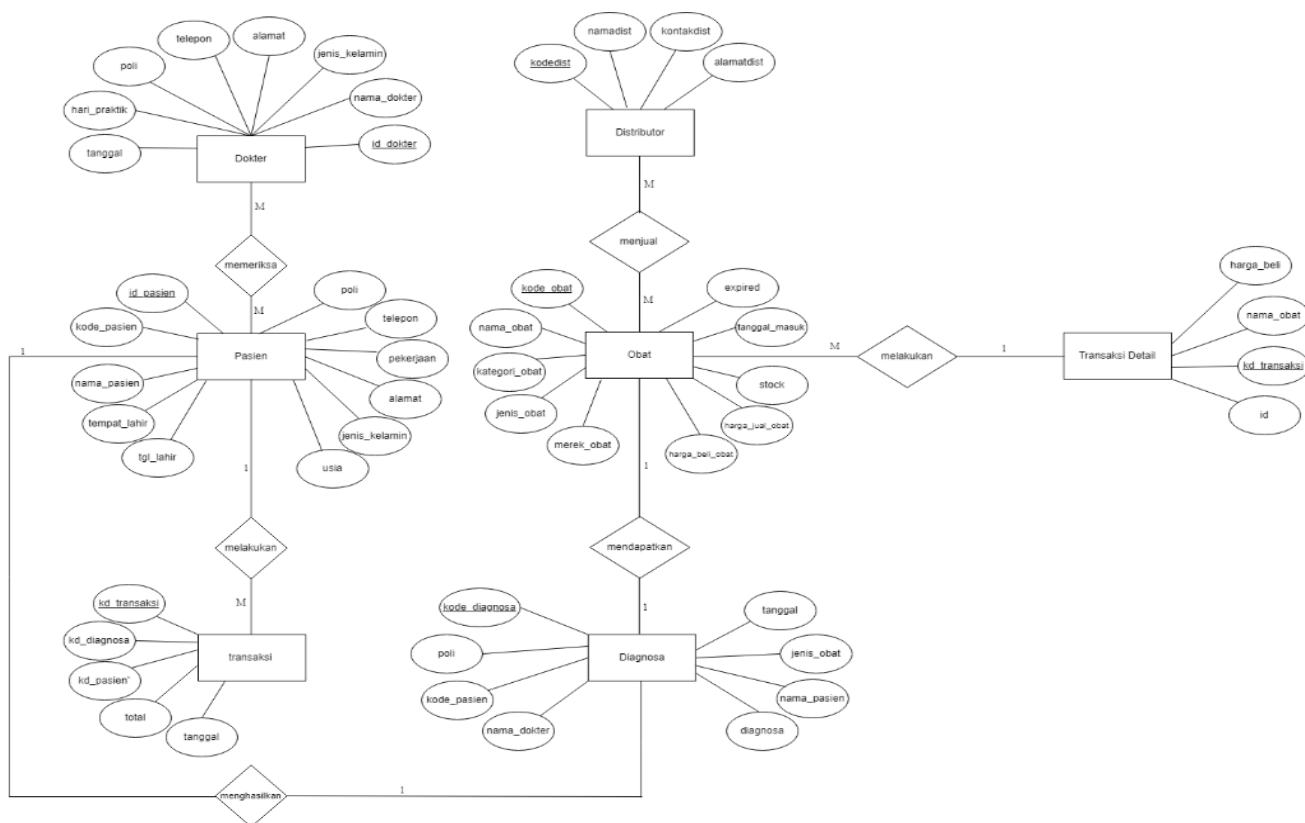 telepon
alamat
jenis_kelamin
poli
nama_dokter
hari_praktik
id_dokter
tanggal
Dokter
M
memeriksa
M
namadist
kontakdist
kodedist
alamatdist
Distributor
M
menjual
M
id_pasien
poli
kode_pasien
telepon
Pasien
pekerjaan
1
nama_pasien
alamat
tempat_lahir
jenis_kelamin
tgl_lahir
usia
1
melakukan
M
kode_obat
expired
nama_obat
tanggal_masuk
Obat
kategori_obat
stock
jenis_obat
harga_jual_obat
merek_obat
harga_beli_obat
M
melakukan
1
harga_beli
nama_obat
Transaksi Detail
kd_transaksi
id
1
mendapatkan
1
kd_transaksi
kd_diagnosa
transaksi
kd_pasien`
total
tanggal
kode_diagnosa
tanggal
poli
Diagnosa
jenis_obat
kode_pasien
nama_pasien
nama_dokter
diagnosa
menghasilkan
1